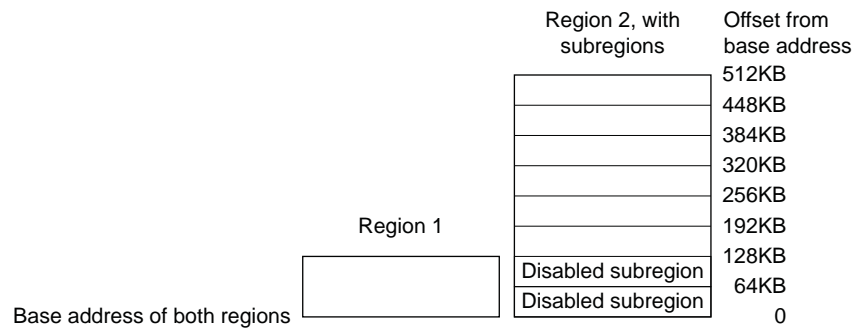 Region 2, with
subregions
Offset from
base address
512KB
448KB
384KB
320KB
256KB
Region 1
192KB
128KB
Disabled subregion
64KB
Disabled subregion
Base address of both regions
0